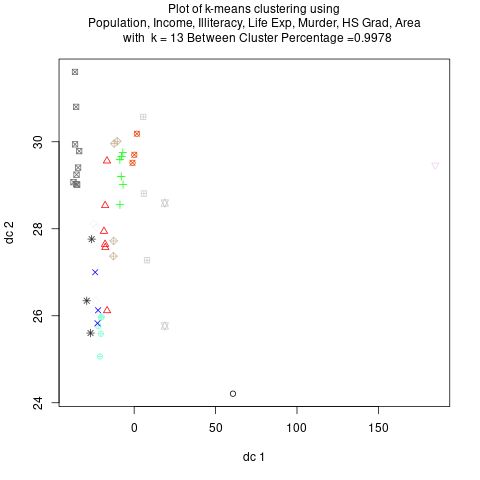 Plot of k-means clustering using
Population, Income, Illiteracy, Life Exp, Murder, HS Grad, Area
with k = 13 Between Cluster Percentage =0.9978
30
28
26
24
dc 2
0 50 100 150
dc 1